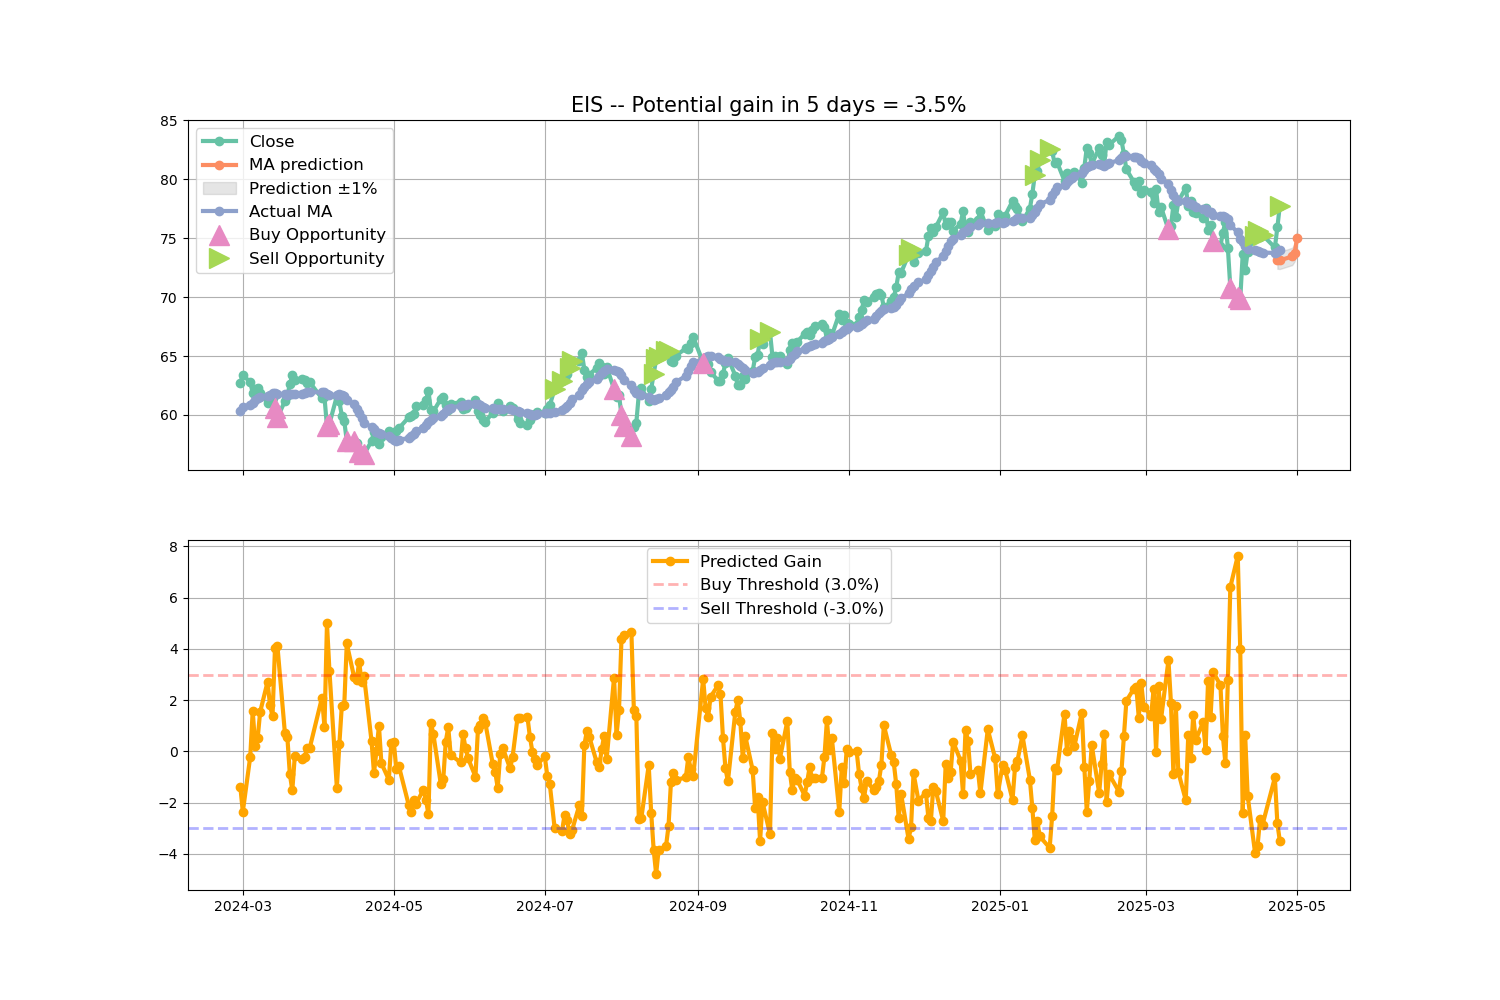 EIS -- Potential gain in 5 days = -3.5%
85
80
75
70
65
60
Close
MA prediction
Prediction ±1%
Actual MA
Buy Opportunity
Sell Opportunity
8
6
4
2
0
−2
−4
Predicted Gain
Buy Threshold (3.0%)
Sell Threshold (-3.0%)
2024-03 2024-05 2024-07 2024-09 2024-11 2025-01 2025-03 2025-05